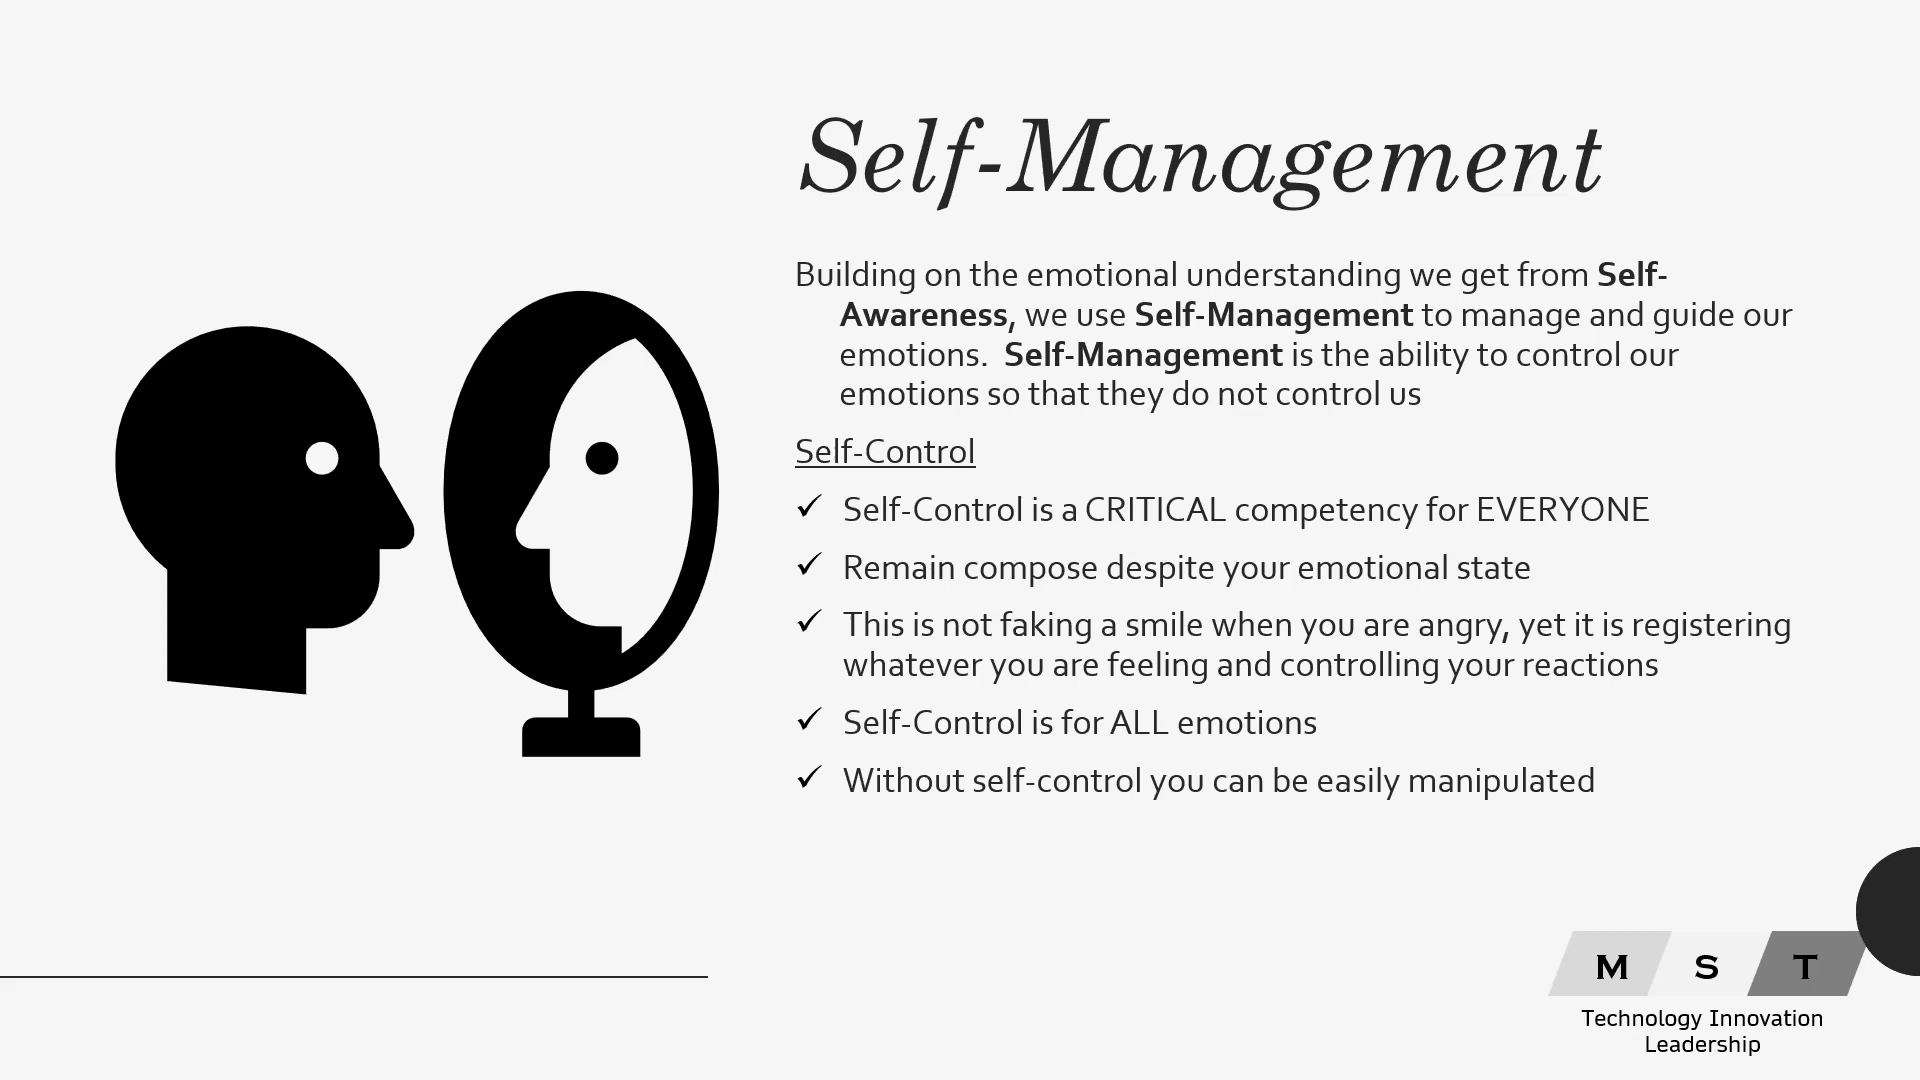 Self-Management
Building on the emotional understanding we get from Self-
Awareness, we use Self-Management to manage and guide our
emotions.  Self-Management is the ability to control our
emotions so that they do not control us
Self-Control
✓ Self-Control is a CRITICAL competency for EVERYONE
✓ Remain compose despite your emotional state
✓ This is not faking a smile when you are angry, yet it is registering
whatever you are feeling and controlling your reactions
✓ Self-Control is for ALL emotions
✓ Without self-control you can be easily manipulated
M S T
Technology Innovation
Leadership